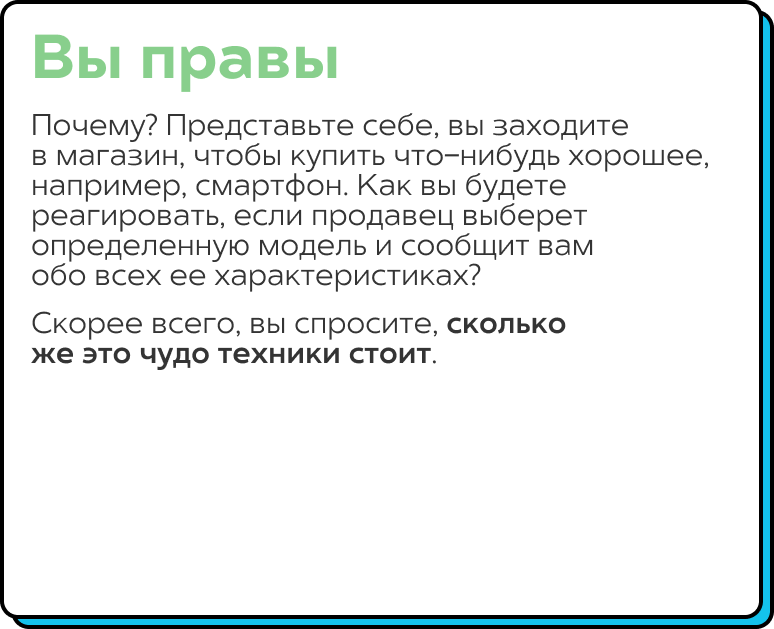 Вы правы
Почему? Представьте себе, вы заходите
в магазин, чтобы купить что–нибудь хорошее,
например, смартфон. Как вы будете
реагировать, если продавец выберет
определенную модель и сообщит вам
обо всех ее характеристиках?
Скорее всего, вы спросите, сколько
же это чудо техники стоит.